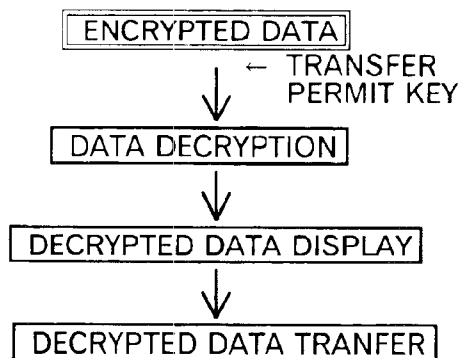 ENCRYPTED DATA
← TRANSFER
PERMIT KEY
DATA DECRYPTION
DECRYPTED DATA DISPLAY
DECRYPTED DATA TRANFER